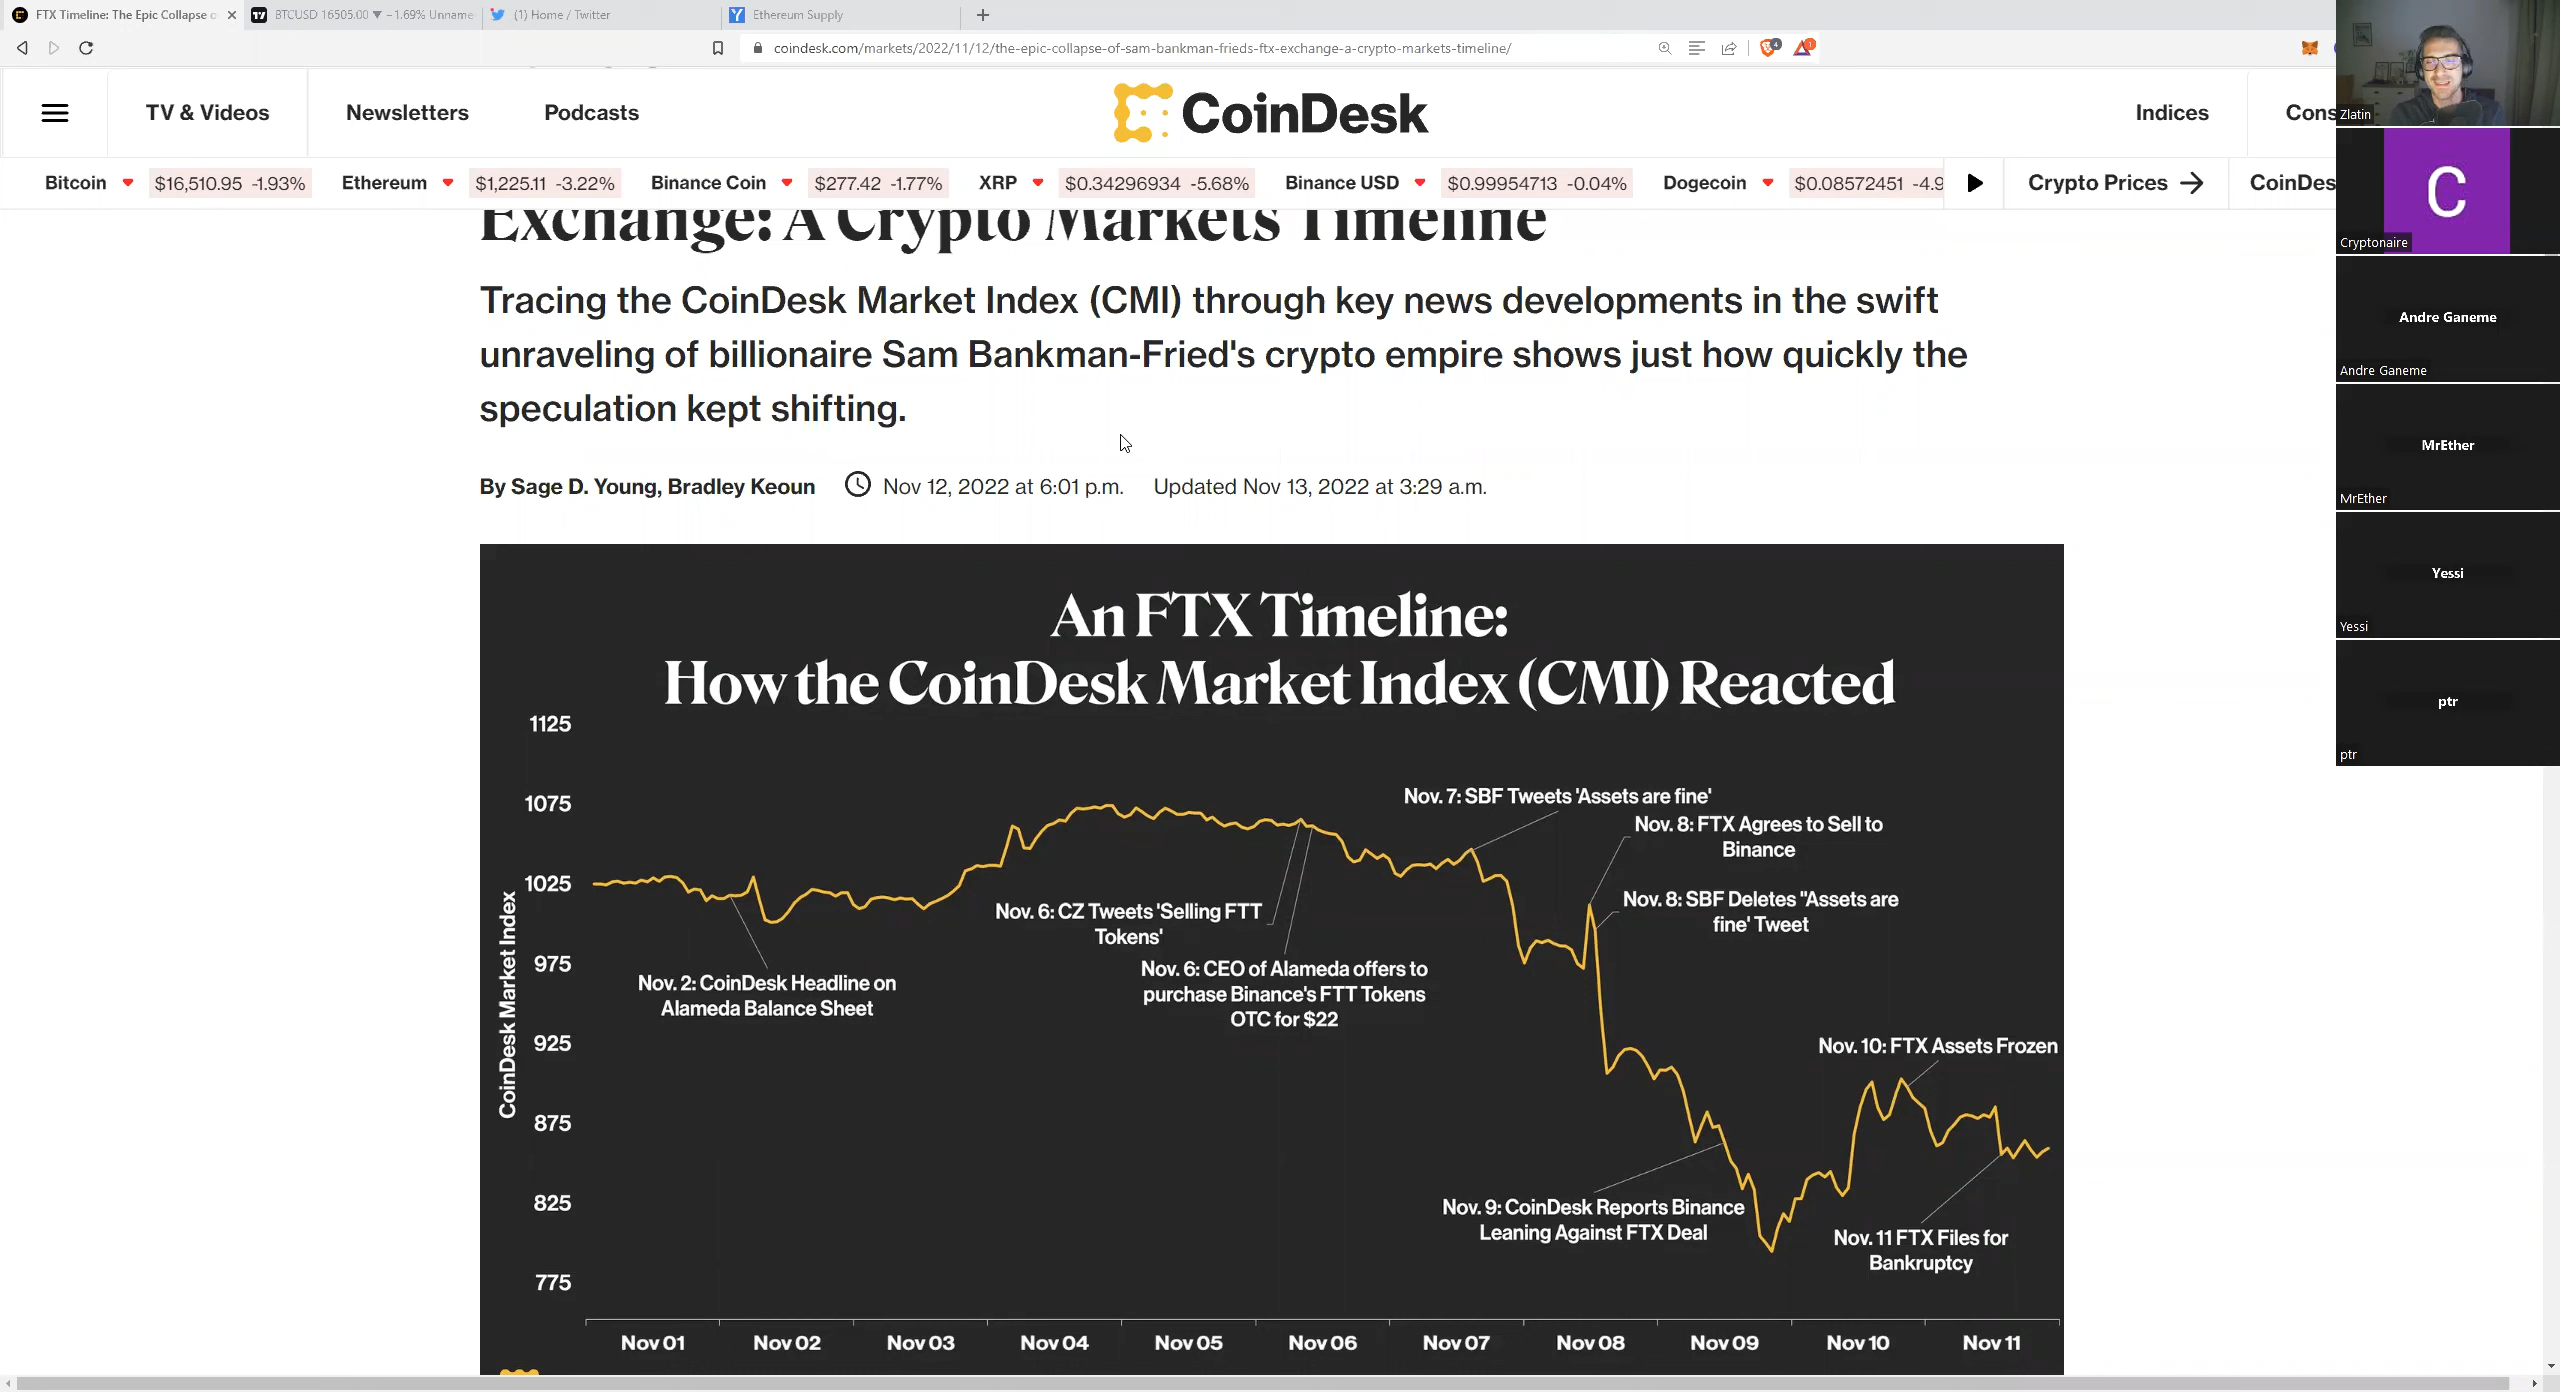 FTX Timeline: The Epic Collapse o
BTCUSD 16505.00 ▼ −1.69% Unname
(1) Home / Twitter
Ethereum Supply
coindesk.com/markets/2022/11/12/the-epic-collapse-of-sam-bankman-frieds-ftx-exchange-a-crypto-markets-timeline/
TV & Videos
Newsletters
Podcasts
CoinDesk
Indices
Cons
Bitcoin $16,510.95 -1.93%
Ethereum $1,225.11 -3.22%
Binance Coin $277.42 -1.77%
XRP $0.34296934 -5.68%
Binance USD $0.99954713 -0.04%
Dogecoin $0.08572451 -4.9
Crypto Prices
CoinDes
Exchange: A Crypto Markets Timeline
Tracing the CoinDesk Market Index (CMI) through key news developments in the swift
unraveling of billionaire Sam Bankman-Fried's crypto empire shows just how quickly the
speculation kept shifting.
By Sage D. Young, Bradley Keoun
Nov 12, 2022 at 6:01 p.m.
Updated Nov 13, 2022 at 3:29 a.m.
An FTX Timeline:
How the CoinDesk Market Index (CMI) Reacted
CoinDesk Market Index
1125
1075
1025
975
925
875
825
775
Nov. 2: CoinDesk Headline on
Alameda Balance Sheet
Nov. 6: CZ Tweets 'Selling FTT
Tokens'
Nov. 6: CEO of Alameda offers to
purchase Binance's FTT Tokens
OTC for $22
Nov. 7: SBF Tweets 'Assets are fine'
Nov. 8: FTX Agrees to Sell to
Binance
Nov. 8: SBF Deletes "Assets are
fine' Tweet
Nov. 9: CoinDesk Reports Binance
Leaning Against FTX Deal
Nov. 10: FTX Assets Frozen
Nov. 11 FTX Files for
Bankruptcy
Nov 01
Nov 02
Nov 03
Nov 04
Nov 05
Nov 06
Nov 07
Nov 08
Nov 09
Nov 10
Nov 11
Zlatin
C
Cryptonaire
Andre Ganeme
Andre Ganeme
MrEther
MrEther
Yessi
Yessi
ptr
ptr